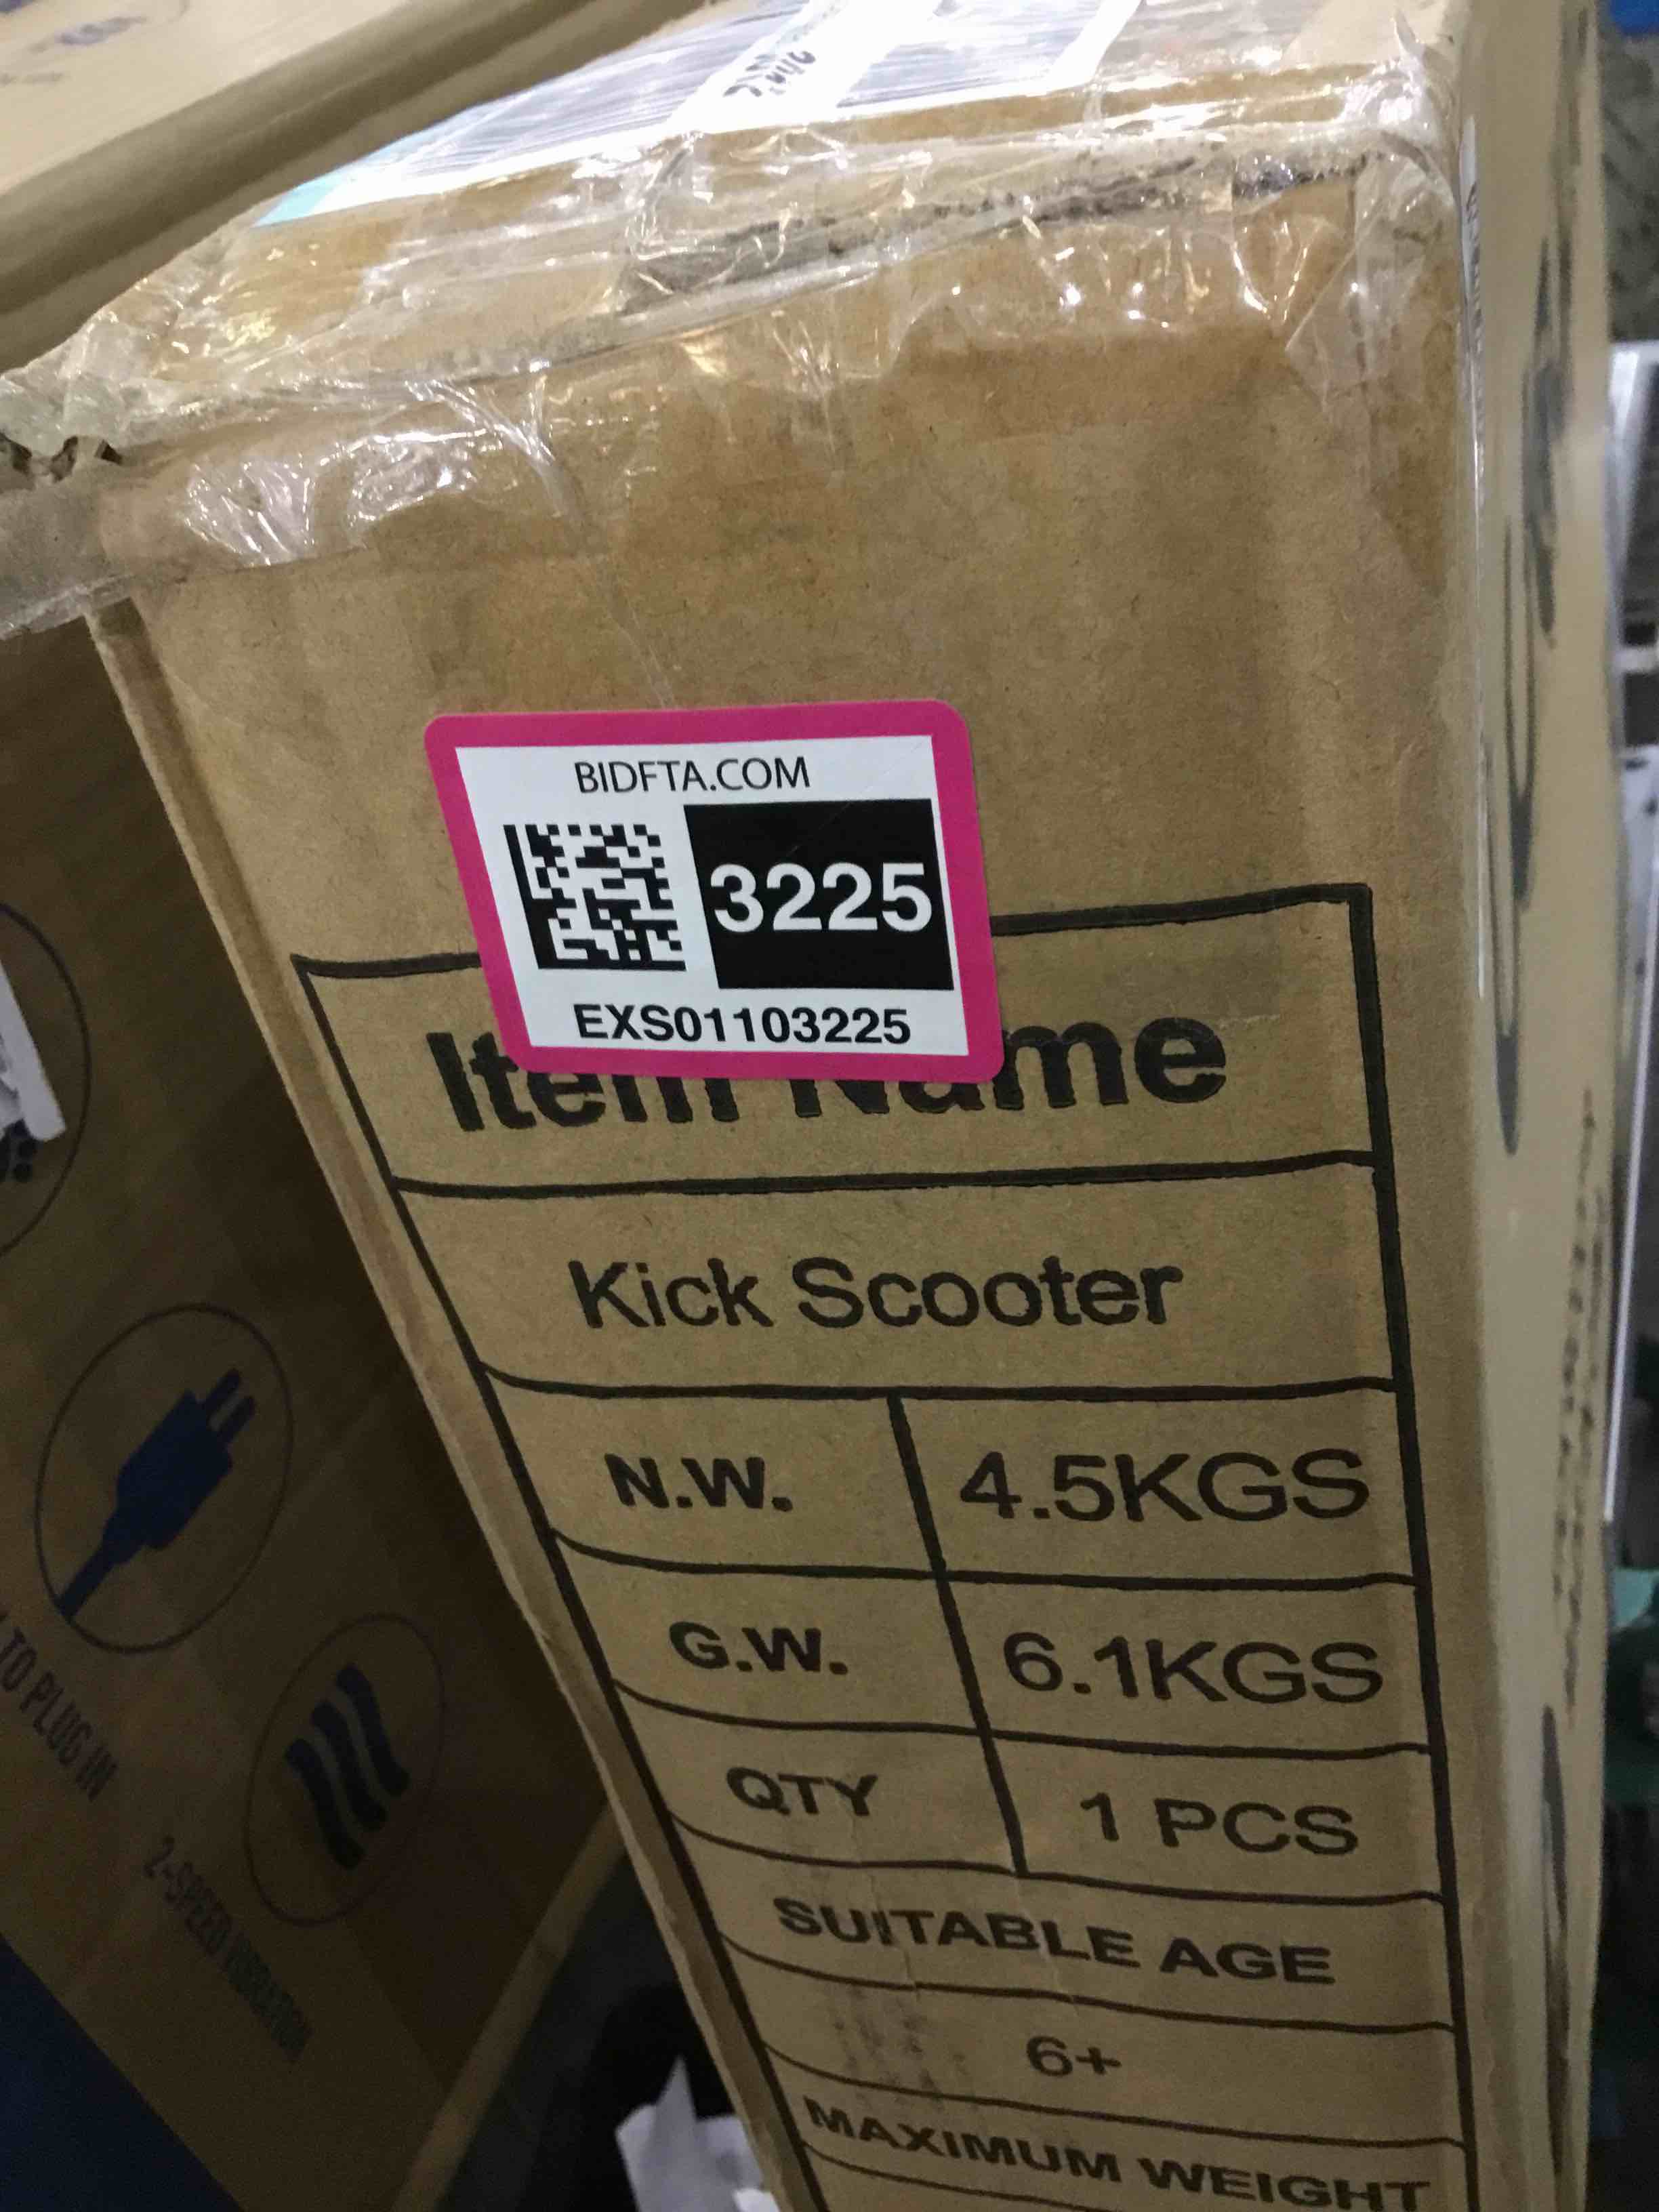 BIDFTA.COM
3225
EXS01103225
Item Name
Kick Scooter
N.W. 4.5KGS
G.W. 6.1KGS
QTY 1 PCS
SUITABLE AGE
6+
MAXIMUM WEIGHT
TO PLUG IN
2-SPEED VIBRATION